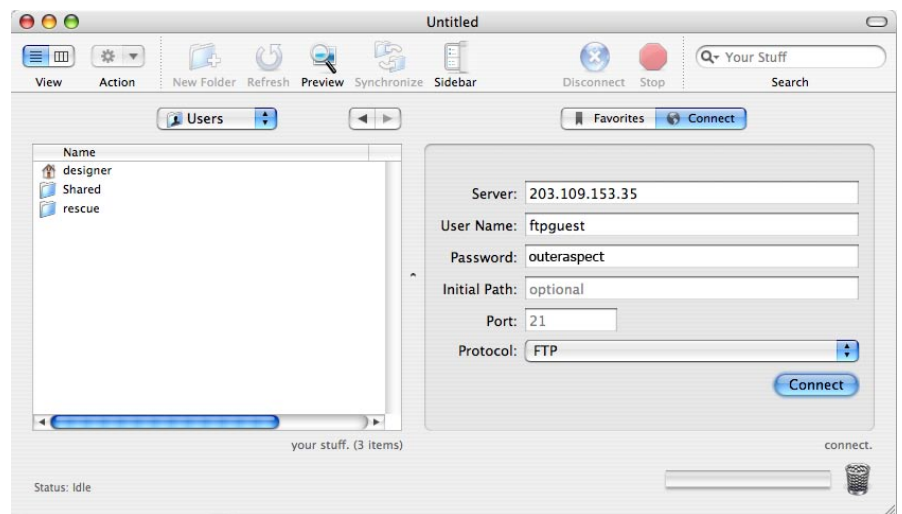 Untitled
Your Stuff
View Action New Folder Refresh Preview Synchronize Sidebar Disconnect Stop Search
Users
Favorites Connect
Name
designer
Shared
rescue
Server: 203.109.153.35
User Name: ftpguest
Password: outeraspect
Initial Path: optional
Port: 21
Protocol: FTP
Connect
your stuff. (3 items)
connect.
Status: Idle